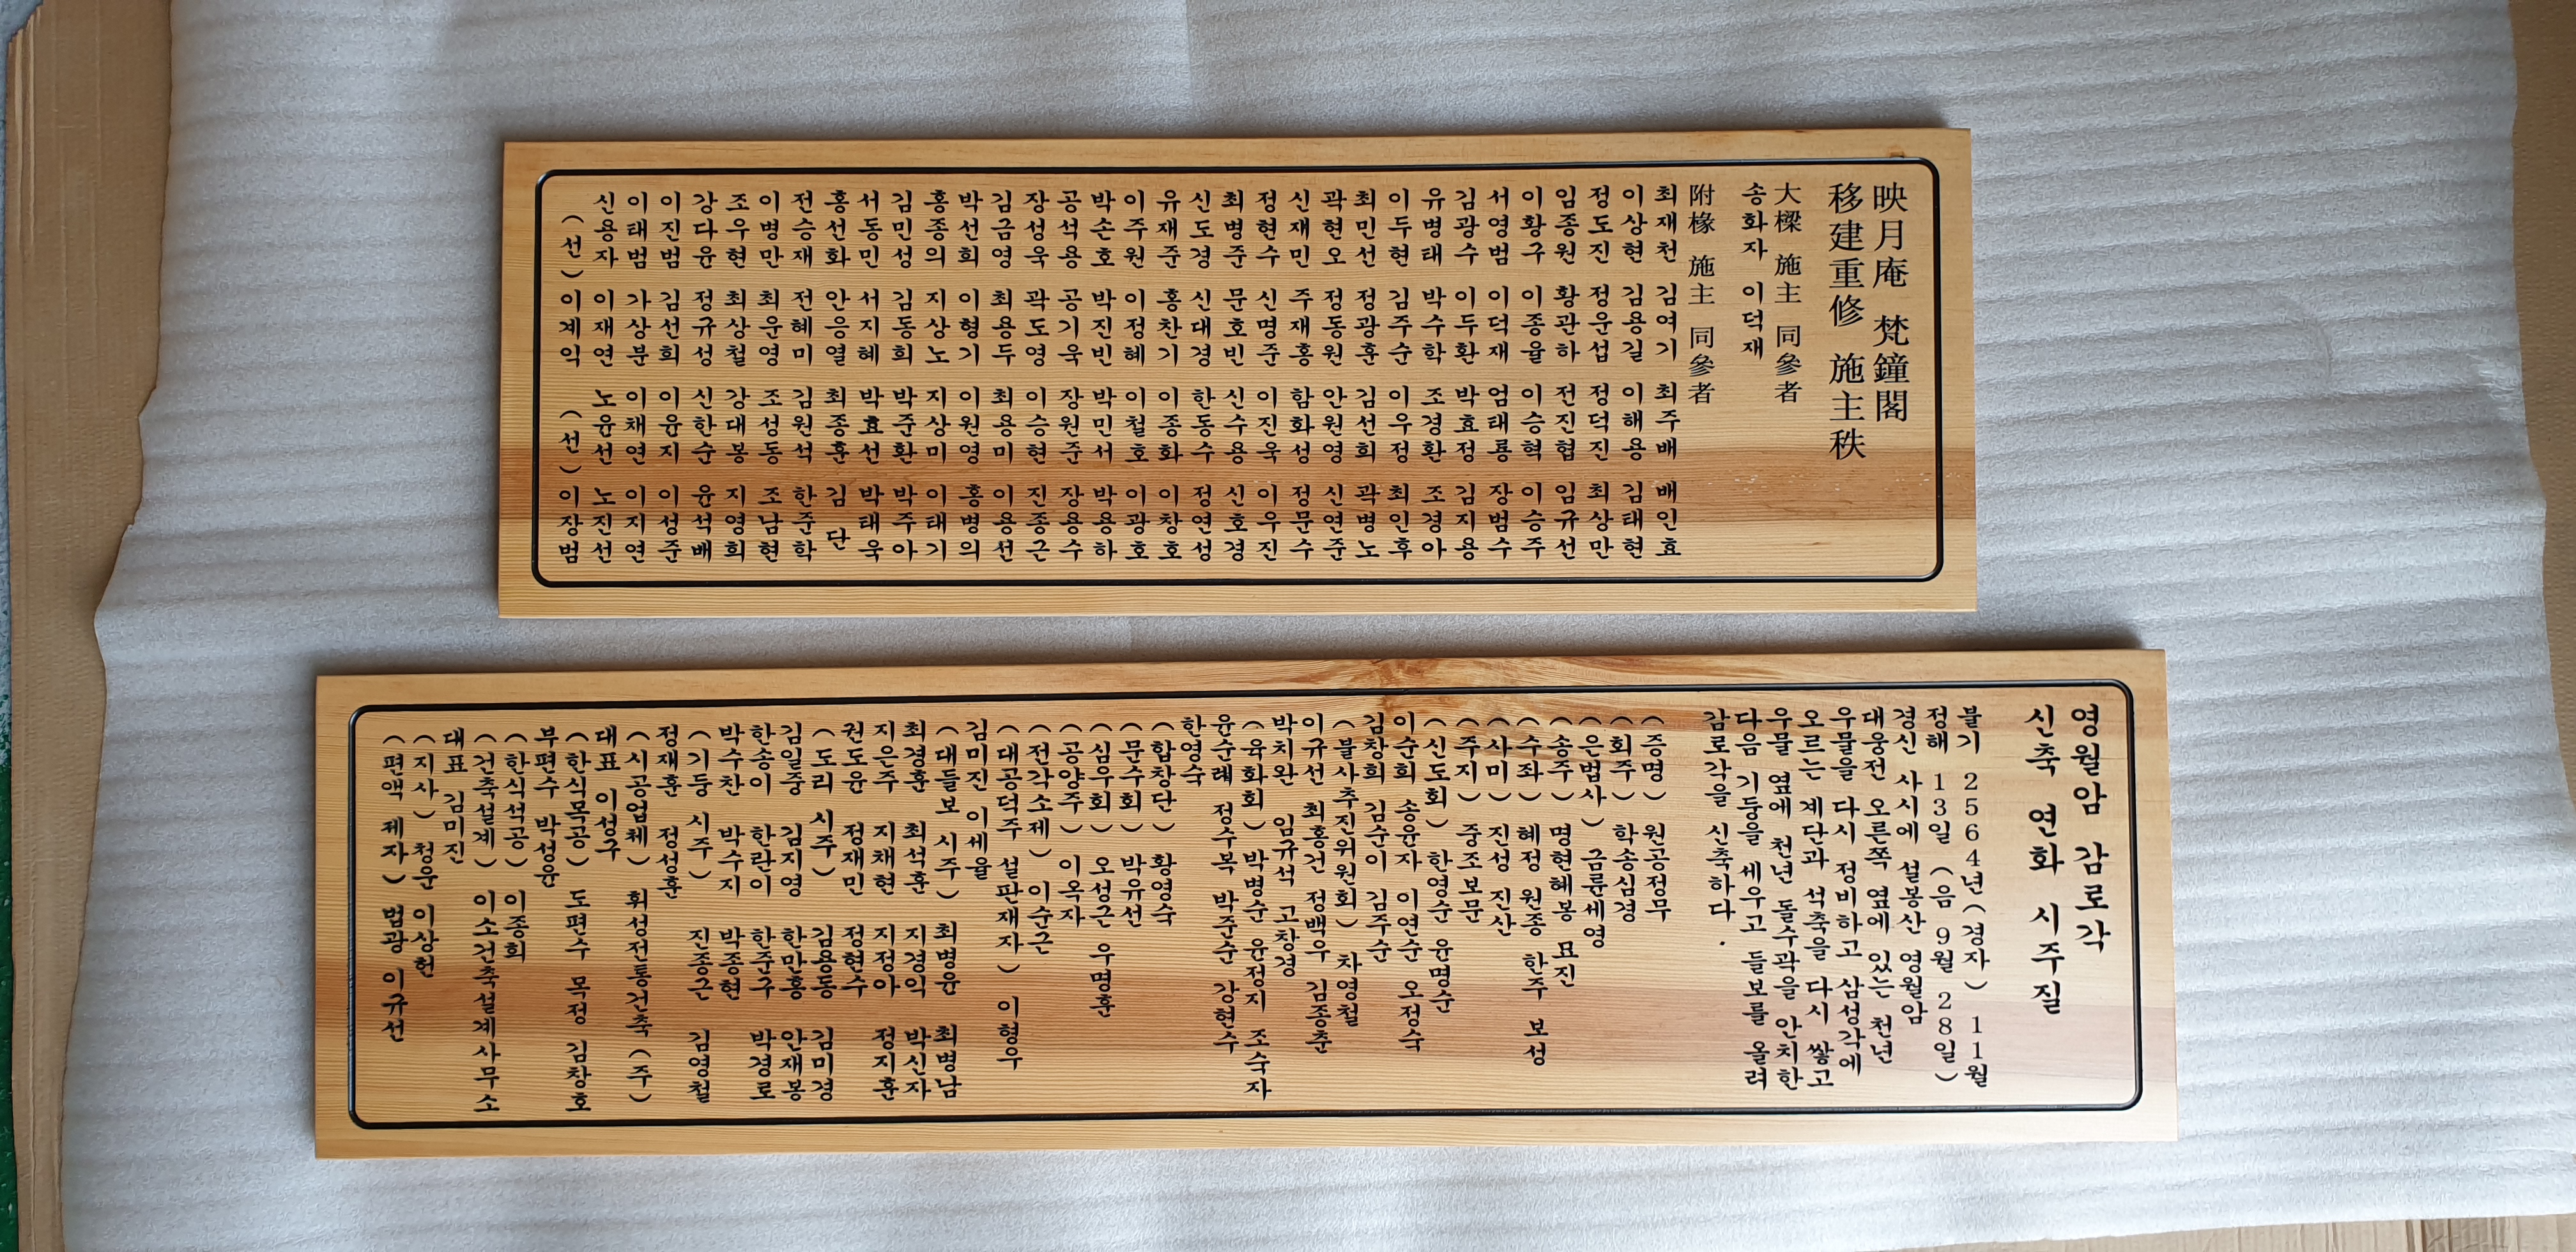 映月庵 梵鐘閣
移建重修 施主秩
大樑 施主 同參者
송화자 이덕재
附椽 施主 同參者
최재천 김여기 최주배 배인효
이상현 김용길 이해용 김태현
정도진 정운섭 정덕진 최상만
임종원 황관하 전진협 임규선
이황구 이종율 이승혁 이승주
서영범 이덕재 엄태룡 장범수
김광수 이두환 박효정 김지용
유병태 박수학 조경환 조경아
이두현 김주순 이우정 최인후
최민선 정광훈 김선희 곽병노
곽현오 정동원 안원영 신연준
신재민 주재홍 함화성 정문수
정현수 신명준 이진욱 이우진
최병준 문호빈 신수용 신호경
신도경 신대경 한동수 정연성
유재준 홍찬기 이종화 이창호
이주원 이정혜 이철호 이광호
박손호 박진빈 박민서 박용하
공석용 공기욱 장원준 장용수
장성욱 곽도영 이승현 진종근
김금영 최용두 최용미 이용선
박선희 이형기 이원영 홍병의
홍종의 지상노 지상미 이태기
김민성 김동희 박준환 박주아
서동민 서지혜 박효선 박태욱
홍선화 안응열 최종훈 김 단
전승재 전혜미 김원석 한준학
이병만 최운영 조성동 조남현
조우현 최상철 강대봉 지영희
강다윤 정규성 신한순 윤석배
이진범 김선희 이윤지 이성준
이태범 가상분 이채연 이지연
신용자 이재연 노윤선 노진선
(선) 이계익 (선) 이장범
영월암 감로각
신축 연화 시주질
불기 2564년(경자) 11월
정해 13일 (음 9월 28일)
경신 사시에 설봉산 영월암
대웅전 오른쪽 옆에 있는 천년
우물을 다시 정비하고 삼성각에
오르는 계단과 석축을 다시 쌓고
우물 옆에 천년 돌수곽을 안치한
다음 기둥을 세우고 들보를 올려
감로각을 신축하다.
(증명) 원공정무
(회주) 학송심경
(은법사) 금륜세영
(송주) 명현혜봉 묘진
(수좌) 혜정 원종 한주 보성
(사미) 진성 진산
(주지) 중조보문
(신도회) 한영순 윤명순
이순희 송윤자 이연순 오정숙
김창희 김순이 김주순
(불사추진위원회) 차영철
이규선 최홍건 정백우 김종춘
박치완 임규석 고창경
(육화회) 박병순 윤정지 조숙자
윤순례 정수복 박준순 강현수
한영숙
(합창단) 황영숙
(문수회) 박유선
(심우회) 오성근 우명훈
(공양주) 이옥자
(전각소제) 이순근
(대공덕주 설판재자) 이형우
김미진 이세율
(대들보 시주) 최병윤 최병남
최경훈 최석훈 지경익 박신자
지은주 지채현 지정아 정지훈
권도윤 정재민 정현수
(도리 시주) 김용동 김미경
김일중 김지영 한만홍 안재봉
한송이 한란이 한준구 박경로
박수찬 박수지 박종현
(기둥 시주) 진종근 김영철
정재훈 정성훈
(시공업체) 휘성전통건축(주)
대표 이성구
(한식목공) 도편수 목정 김창호
부편수 박성윤
(한식석공) 이종회
(건축설계) 이소건축설계사무소
대표 김미진
(지사) 청운 이상헌
(편액 제자) 법광 이규선